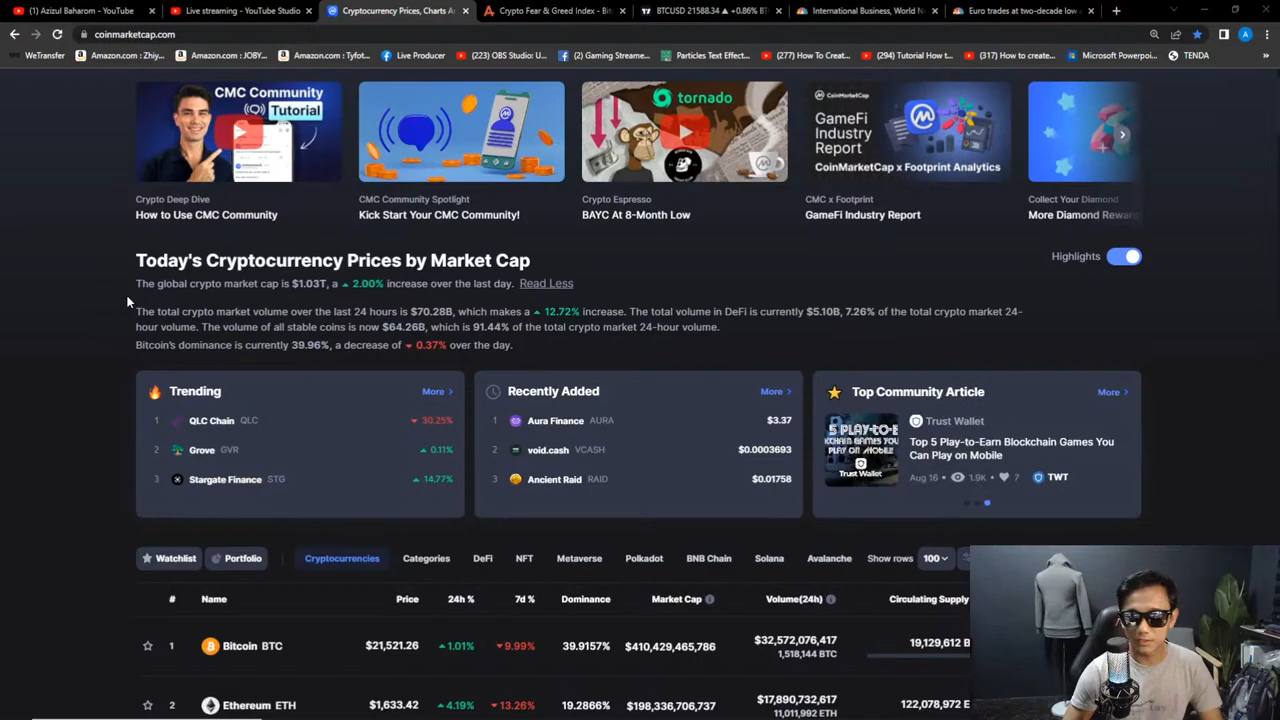 (1) Azizul Baharom - YouTube
Live streaming - YouTube Studio
Cryptocurrency Prices, Charts A
Crypto Fear & Greed Index - Bi
BTCUSD 21588.34 ▲ +0.86% B
International Business, World N
Euro trades at two-decade low
coinmarketcap.com
WeTransfer
Amazon.com : Zhiy...
Amazon.com : JOBY...
Amazon.com : Tyfot...
Live Producer
(223) OBS Studio: U...
(2) Gaming Streame...
Particles Text Effect...
(277) How To Creat...
(294) Tutorial How t...
(317) How to create...
Microsoft Powerpoi...
TENDA
CMC Community
Tutorial
tornado
CoinMarketCap
GameFi
Industry
Report
CoinMarketCap x Footprint Analytics
Crypto Deep Dive
How to Use CMC Community
CMC Community Spotlight
Kick Start Your CMC Community!
Crypto Espresso
BAYC At 8-Month Low
CMC x Footprint
GameFi Industry Report
Collect Your Diamond
More Diamond Rewar
Today's Cryptocurrency Prices by Market Cap
Highlights
The global crypto market cap is $1.03T, a ▲ 2.00% increase over the last day. Read Less
The total crypto market volume over the last 24 hours is $70.28B, which makes a ▲ 12.72% increase. The total volume in DeFi is currently $5.10B, 7.26% of the total crypto market 24-
hour volume. The volume of all stable coins is now $64.26B, which is 91.44% of the total crypto market 24-hour volume.
Bitcoin's dominance is currently 39.96%, a decrease of ▼ 0.37% over the day.
Trending
More >
1 QLC Chain QLC ▼ 30.25%
2 Grove GVR ▲ 0.11%
3 Stargate Finance STG ▲ 14.77%
Recently Added
More >
1 Aura Finance AURA $3.37
2 void.cash VCASH $0.0003693
3 Ancient Raid RAID $0.01758
Top Community Article
More >
5 PLAY-TO-E
Trust Wallet
Trust Wallet
Top 5 Play-to-Earn Blockchain Games You
Can Play on Mobile
Aug 16 • 1.9K • 7 TWT
Watchlist Portfolio Cryptocurrencies Categories DeFi NFT Metaverse Polkadot BNB Chain Solana Avalanche Show rows 100
# Name Price 24h % 7d % Dominance Market Cap Volume(24h) Circulating Supply
1 Bitcoin BTC $21,521.26 ▲1.01% ▼9.99% 39.9157% $410,429,465,786 $32,572,076,417 19,129,612 B
1,518,144 BTC
2 Ethereum ETH $1,633.42 ▲4.19% ▼13.26% 19.2866% $198,336,706,737 $17,890,732,617 122,078,972 E
11,011,992 ETH